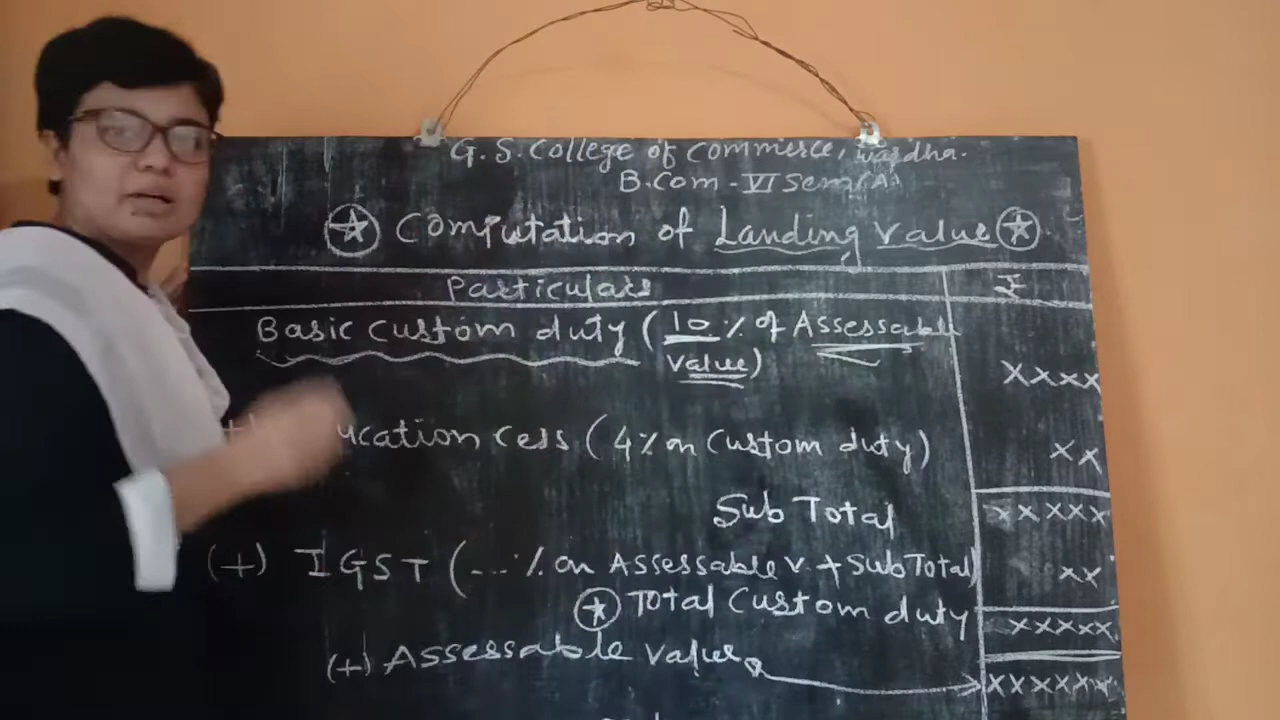 G. S. College of Commerce, Wardha.
B.Com - VI Sem (A)
Computation of Landing Value
Particulars ₹
Basic Custom duty (10 % of Assessable
Value) XXXX
ucation Cess (4% on Custom duty) XX
Sub Total XXXXX
(+) IGST (... % on Assessable V. + Sub Total) XX
Total Custom duty XXXXX
(+) Assessable Value XXXXXX